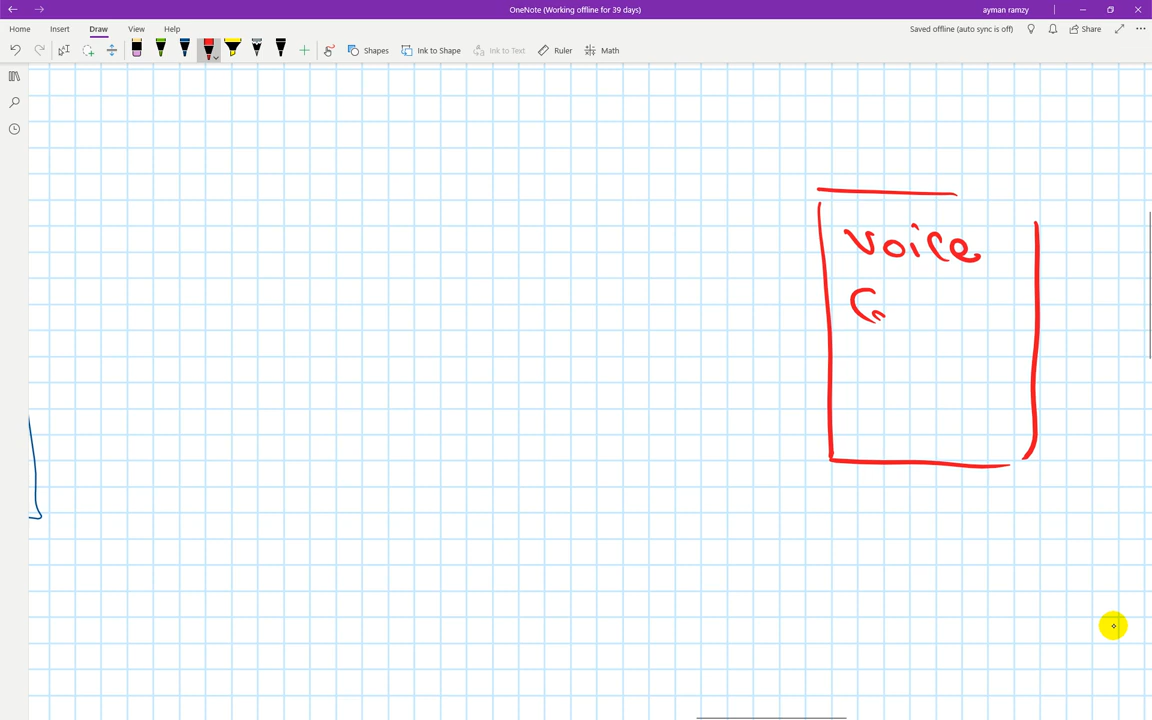 OneNote (Working offline for 39 days)
ayman ramzy
Home Insert Draw View Help
Saved offline (auto sync is off)
Share
Shapes
Ink to Shape
Ink to Text
Ruler
Math
Voice